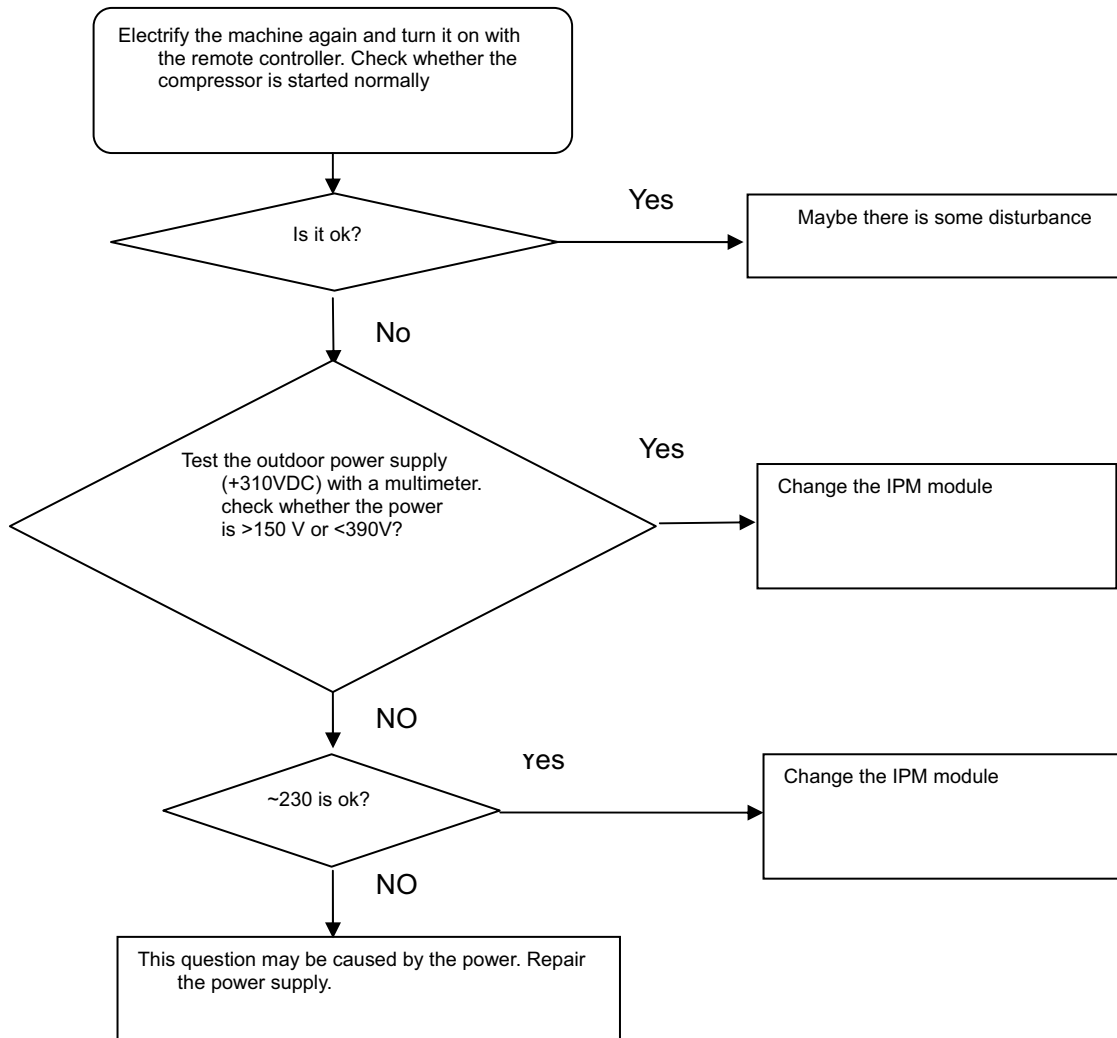 Electrify the machine again and turn it on with
the remote controller. Check whether the
compressor is started normally
Yes
Is it ok?
Maybe there is some disturbance
No
Yes
Test the outdoor power supply
(+310VDC) with a multimeter.
check whether the power
is >150 V or <390V?
Change the IPM module
NO
Yes
~230 is ok?
Change the IPM module
NO
This question may be caused by the power. Repair
the power supply.